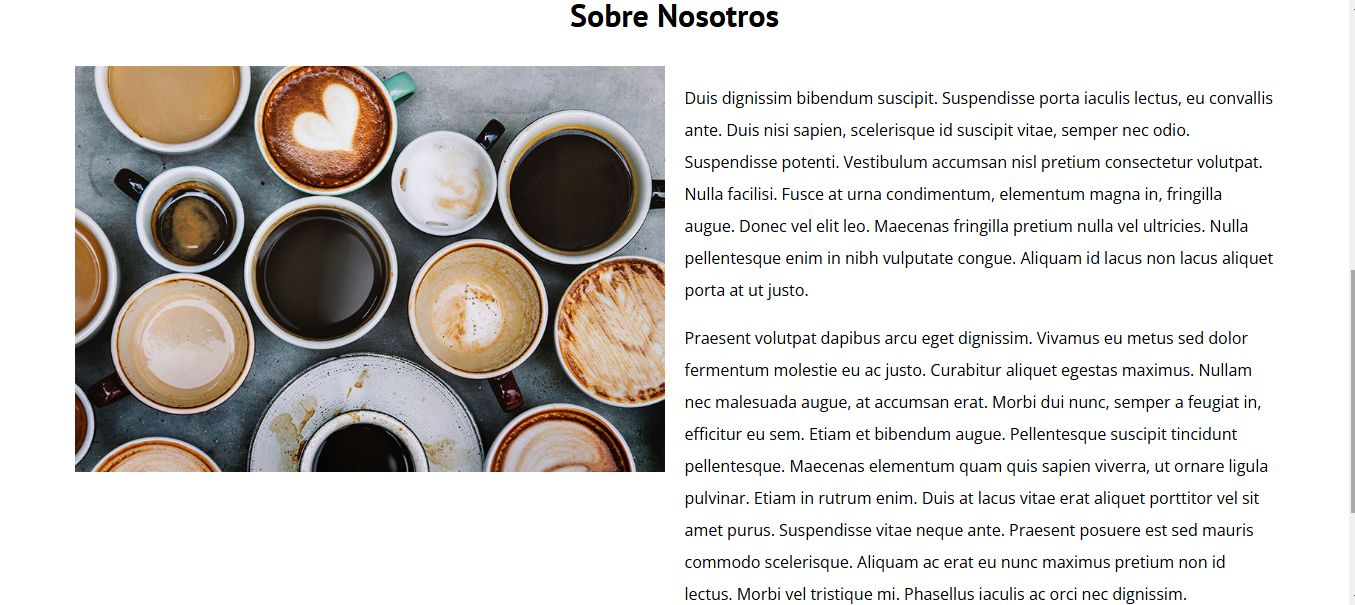 Sobre Nosotros
Duis dignissim bibendum suscipit. Suspendisse porta iaculis lectus, eu convallis
ante. Duis nisi sapien, scelerisque id suscipit vitae, semper nec odio.
Suspendisse potenti. Vestibulum accumsan nisl pretium consectetur volutpat.
Nulla facilisi. Fusce at urna condimentum, elementum magna in, fringilla
augue. Donec vel elit leo. Maecenas fringilla pretium nulla vel ultricies. Nulla
pellentesque enim in nibh vulputate congue. Aliquam id lacus non lacus aliquet
porta at ut justo.
Praesent volutpat dapibus arcu eget dignissim. Vivamus eu metus sed dolor
fermentum molestie eu ac justo. Curabitur aliquet egestas maximus. Nullam
nec malesuada augue, at accumsan erat. Morbi dui nunc, semper a feugiat in,
efficitur eu sem. Etiam et bibendum augue. Pellentesque suscipit tincidunt
pellentesque. Maecenas elementum quam quis sapien viverra, ut ornare ligula
pulvinar. Etiam in rutrum enim. Duis at lacus vitae erat aliquet porttitor vel sit
amet purus. Suspendisse vitae neque ante. Praesent posuere est sed mauris
commodo scelerisque. Aliquam ac erat eu nunc maximus pretium non id
lectus. Morbi vel tristique mi. Phasellus iaculis ac orci nec dignissim.